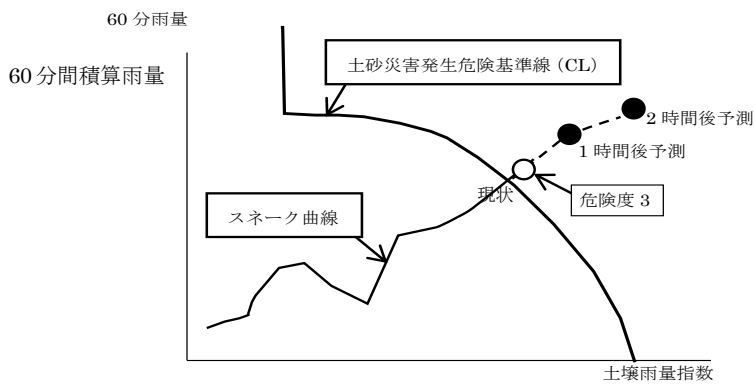 60 分雨量
60 分間積算雨量
土砂災害発生危険基準線（CL）
2 時間後予測
1 時間後予測
現状
危険度 3
スネーク曲線
土壌雨量指数